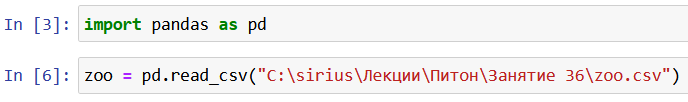 In [3]: import pandas as pd
In [6]: zoo = pd.read_csv("C:\sirius\Лекции\Питон\Занятие 36\zoo.csv")